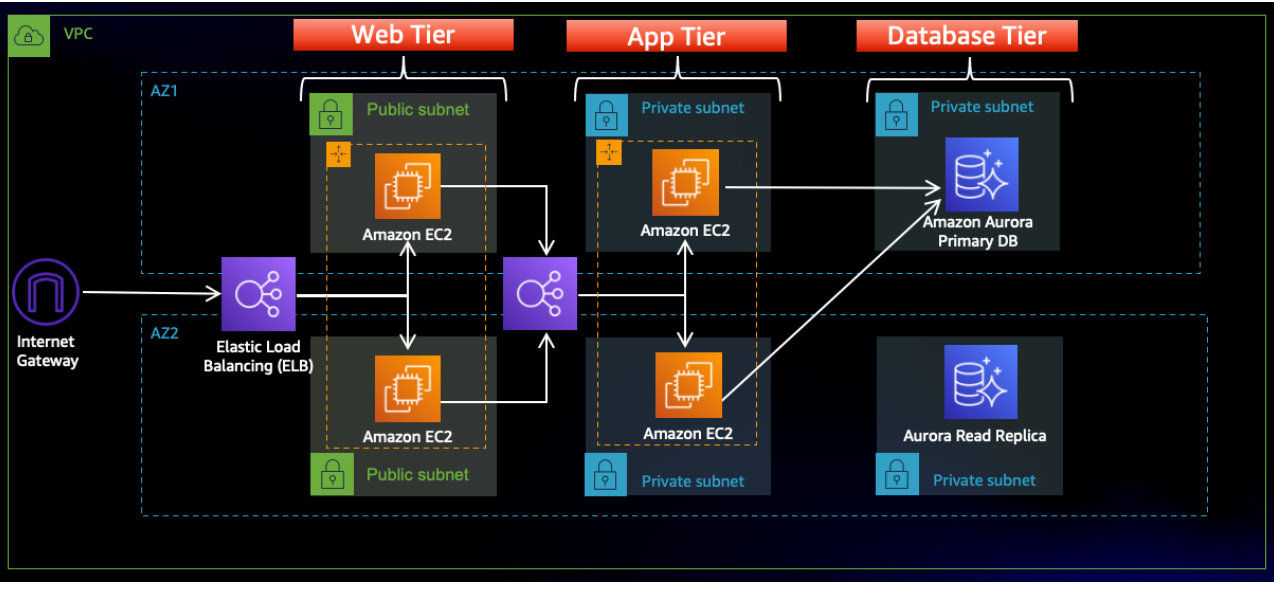 VPC
Web Tier
App Tier
Database Tier
AZ1
Public subnet
Private subnet
Private subnet
Amazon EC2
Amazon EC2
Amazon Aurora
Primary DB
Internet
Gateway
Elastic Load
Balancing (ELB)
AZ2
Amazon EC2
Amazon EC2
Aurora Read Replica
Public subnet
Private subnet
Private subnet